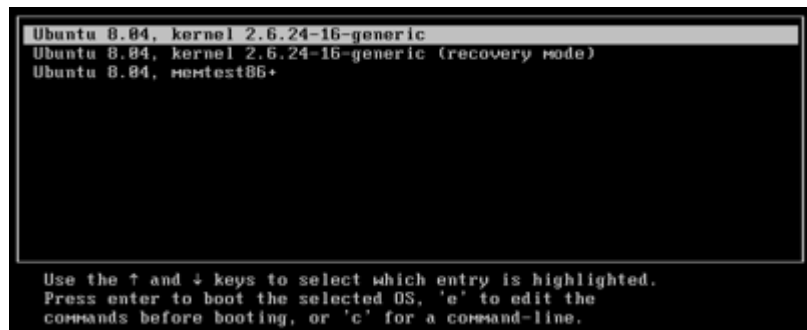 Ubuntu 8.04, kernel 2.6.24-16-generic
Ubuntu 8.04, kernel 2.6.24-16-generic (recovery mode)
Ubuntu 8.04, memtest86+
Use the ↑ and ↓ keys to select which entry is highlighted.
Press enter to boot the selected OS, 'e' to edit the
commands before booting, or 'c' for a command-line.